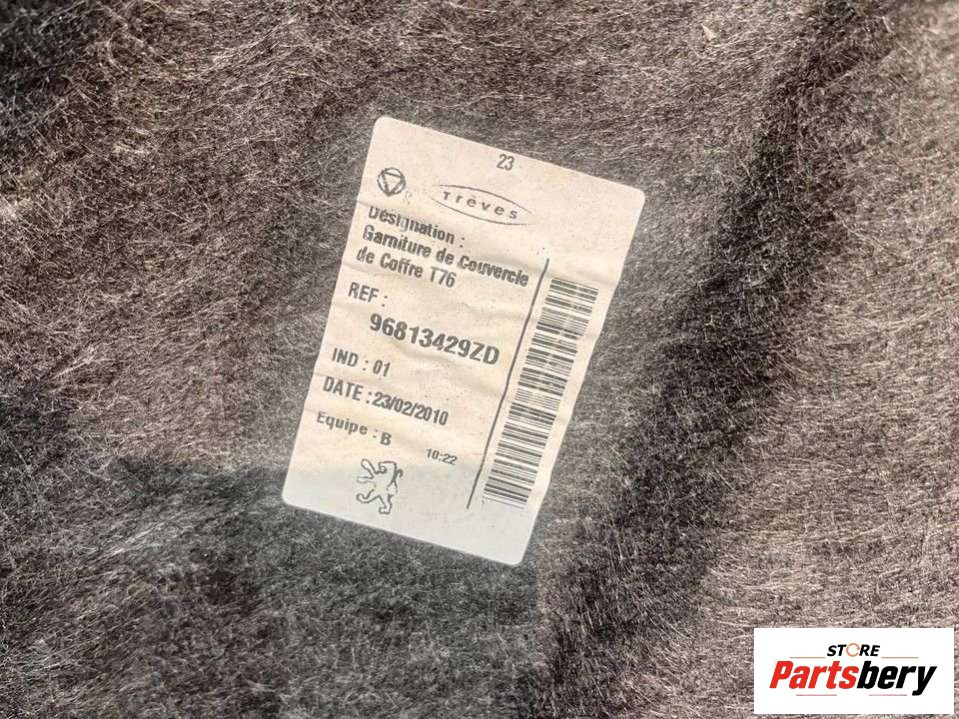 23
Trèves
Désignation :
Garniture de Couvercle
de Coffre T76
REF :
96813429ZD
IND : 01
DATE : 23/02/2010
Equipe : B
10:22
STORE
Partsbery